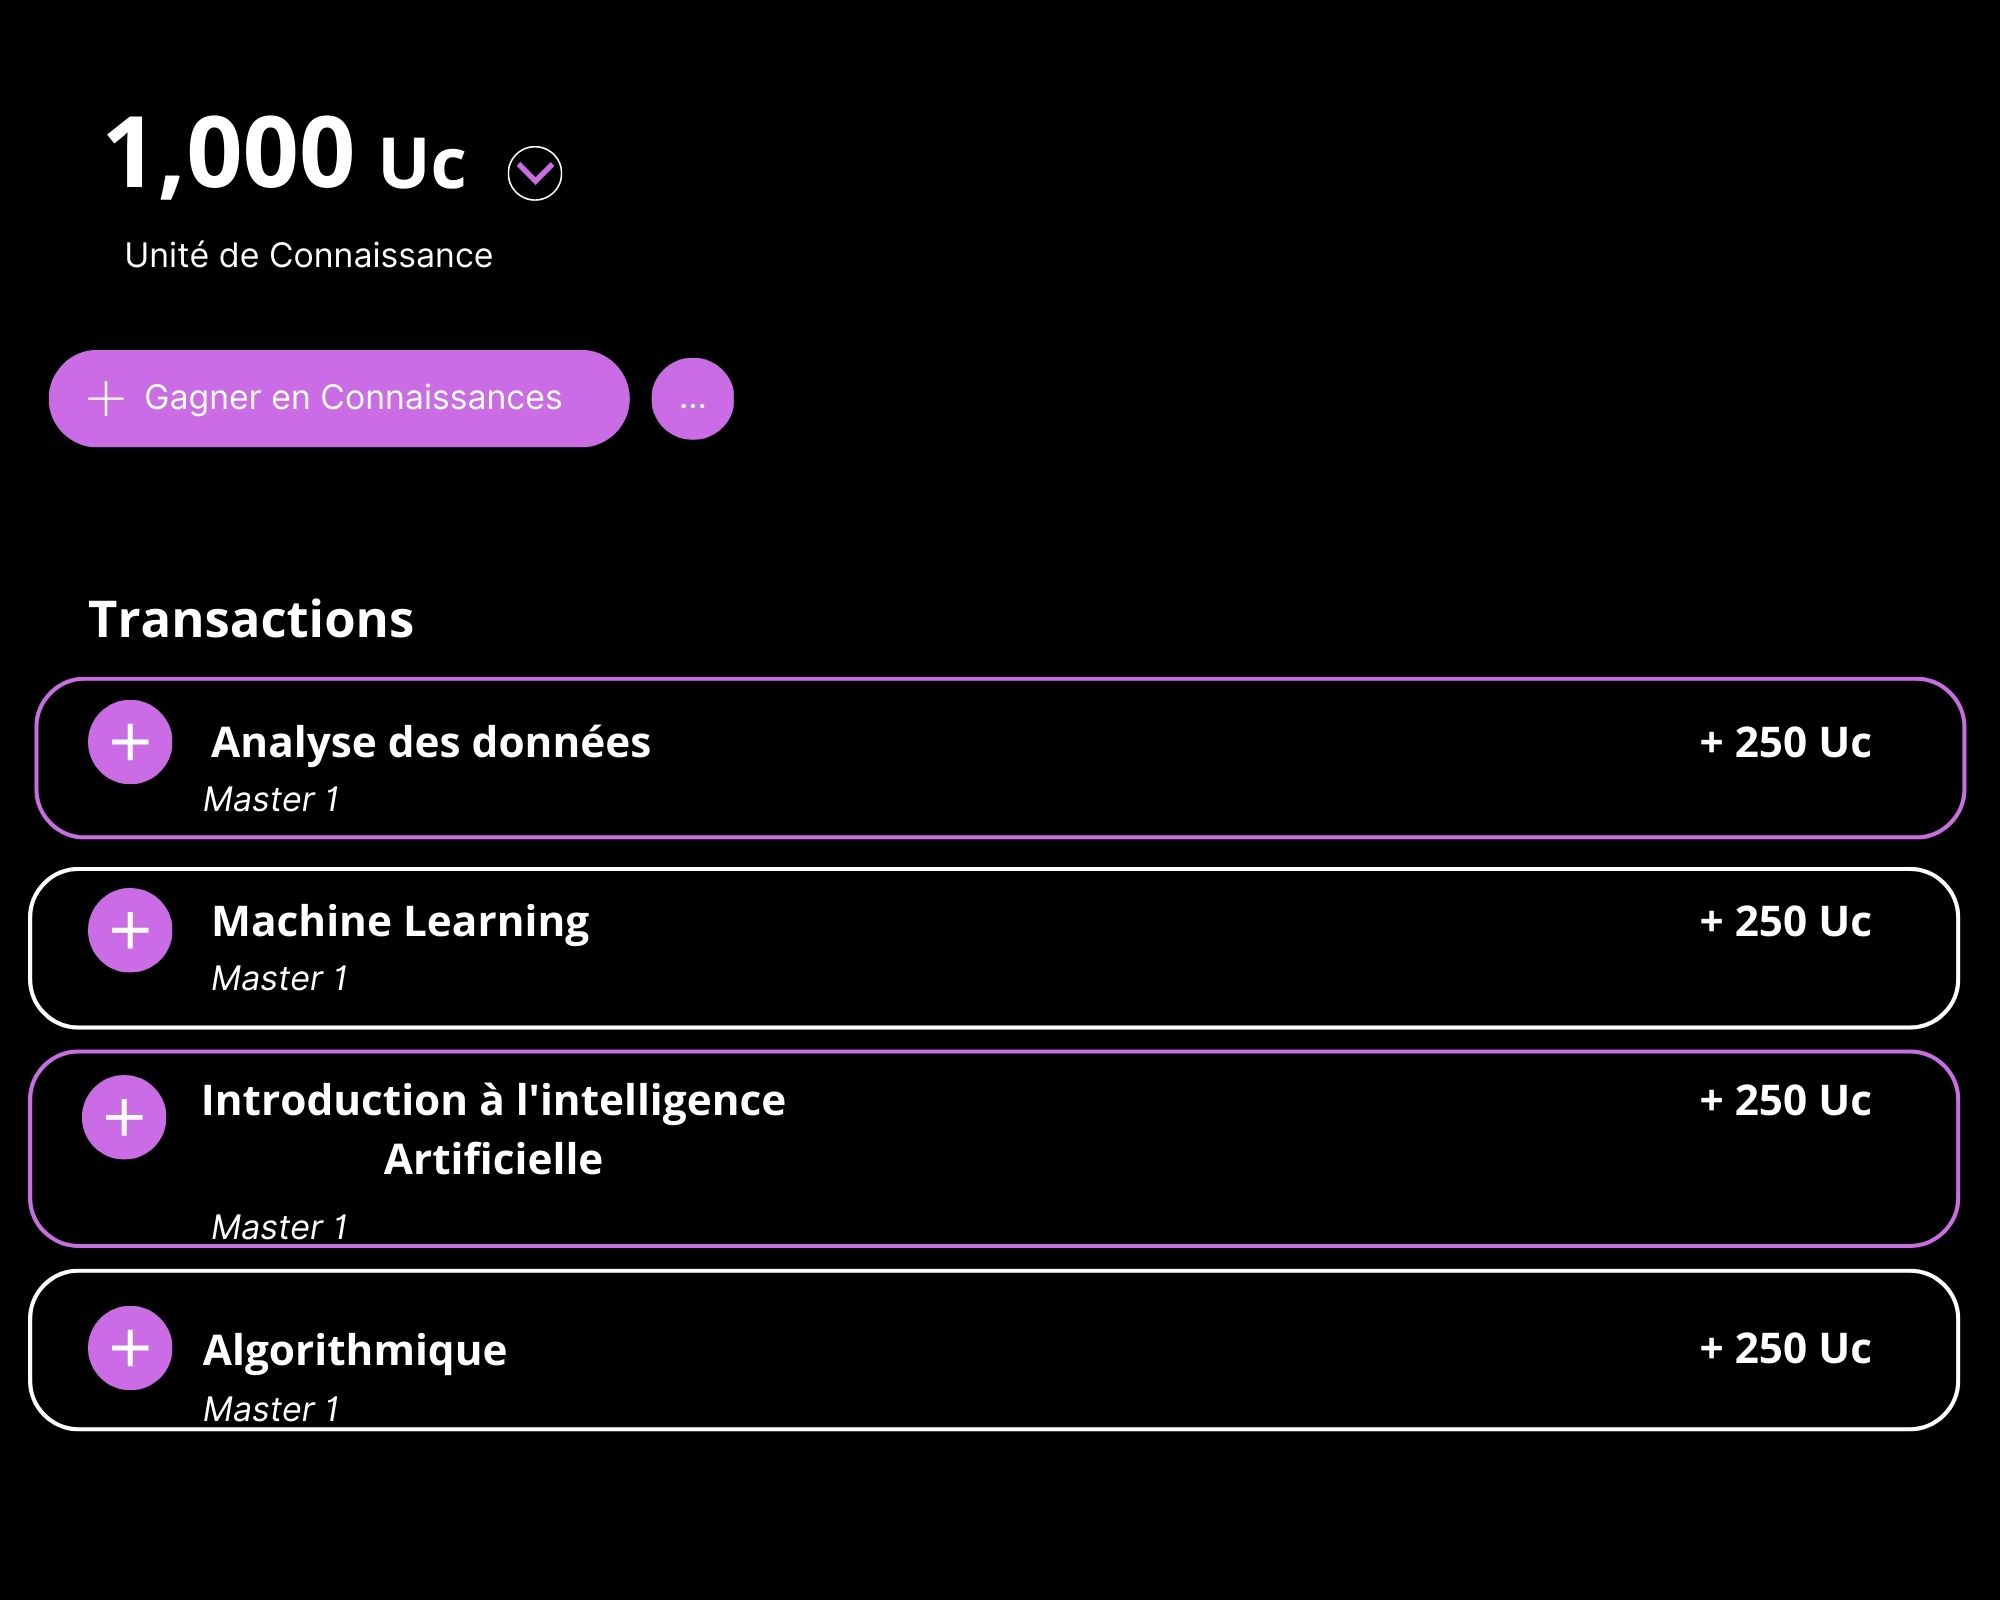 1,000 Uc
Unité de Connaissance
Gagner en Connaissances
...
Transactions
Analyse des données
+ 250 Uc
Master 1
Machine Learning
+ 250 Uc
Master 1
Introduction à l'intelligence
+ 250 Uc
Artificielle
Master 1
Algorithmique
+ 250 Uc
Master 1